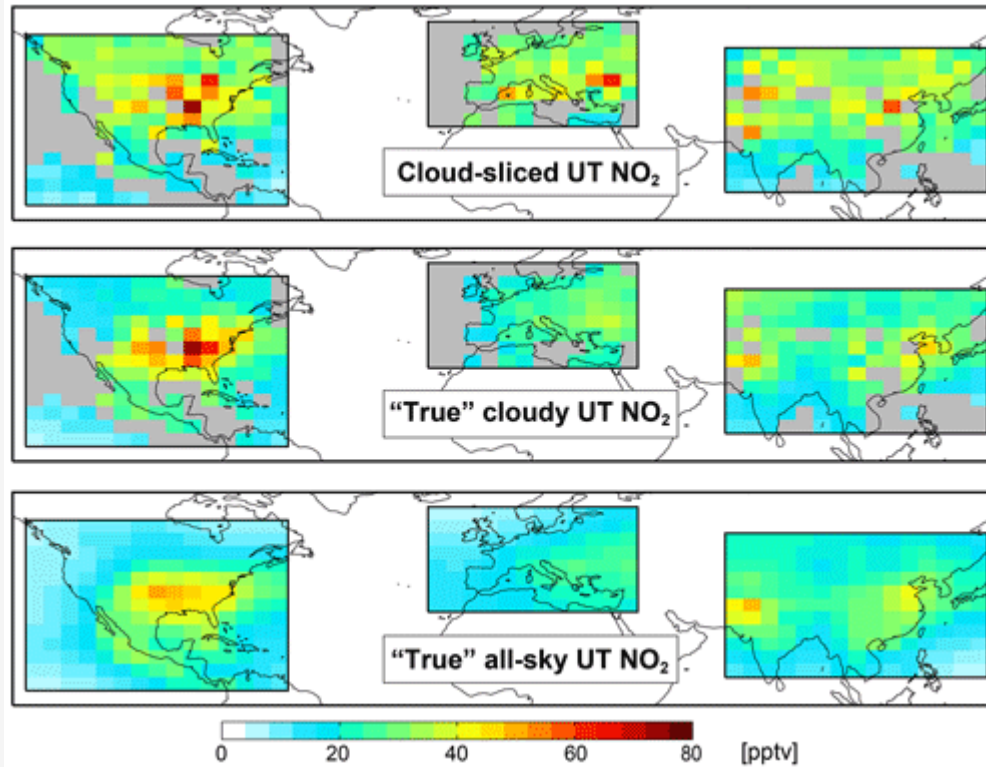 Cloud-sliced UT NO₂
“True” cloudy UT NO₂
“True” all-sky UT NO₂
0 20 40 60 80 [pptv]